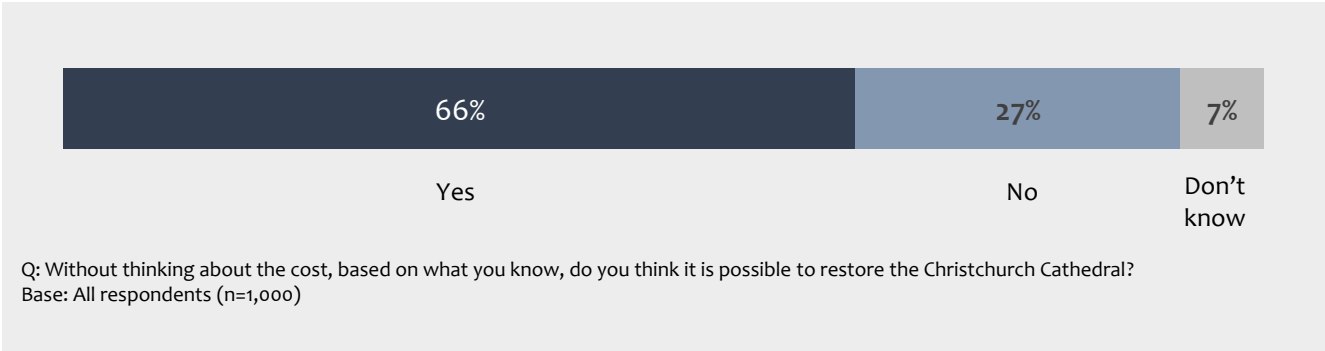 66%
27%
7%
Yes
No
Don’t
know
Q: Without thinking about the cost, based on what you know, do you think it is possible to restore the Christchurch Cathedral?
Base: All respondents (n=1,000)